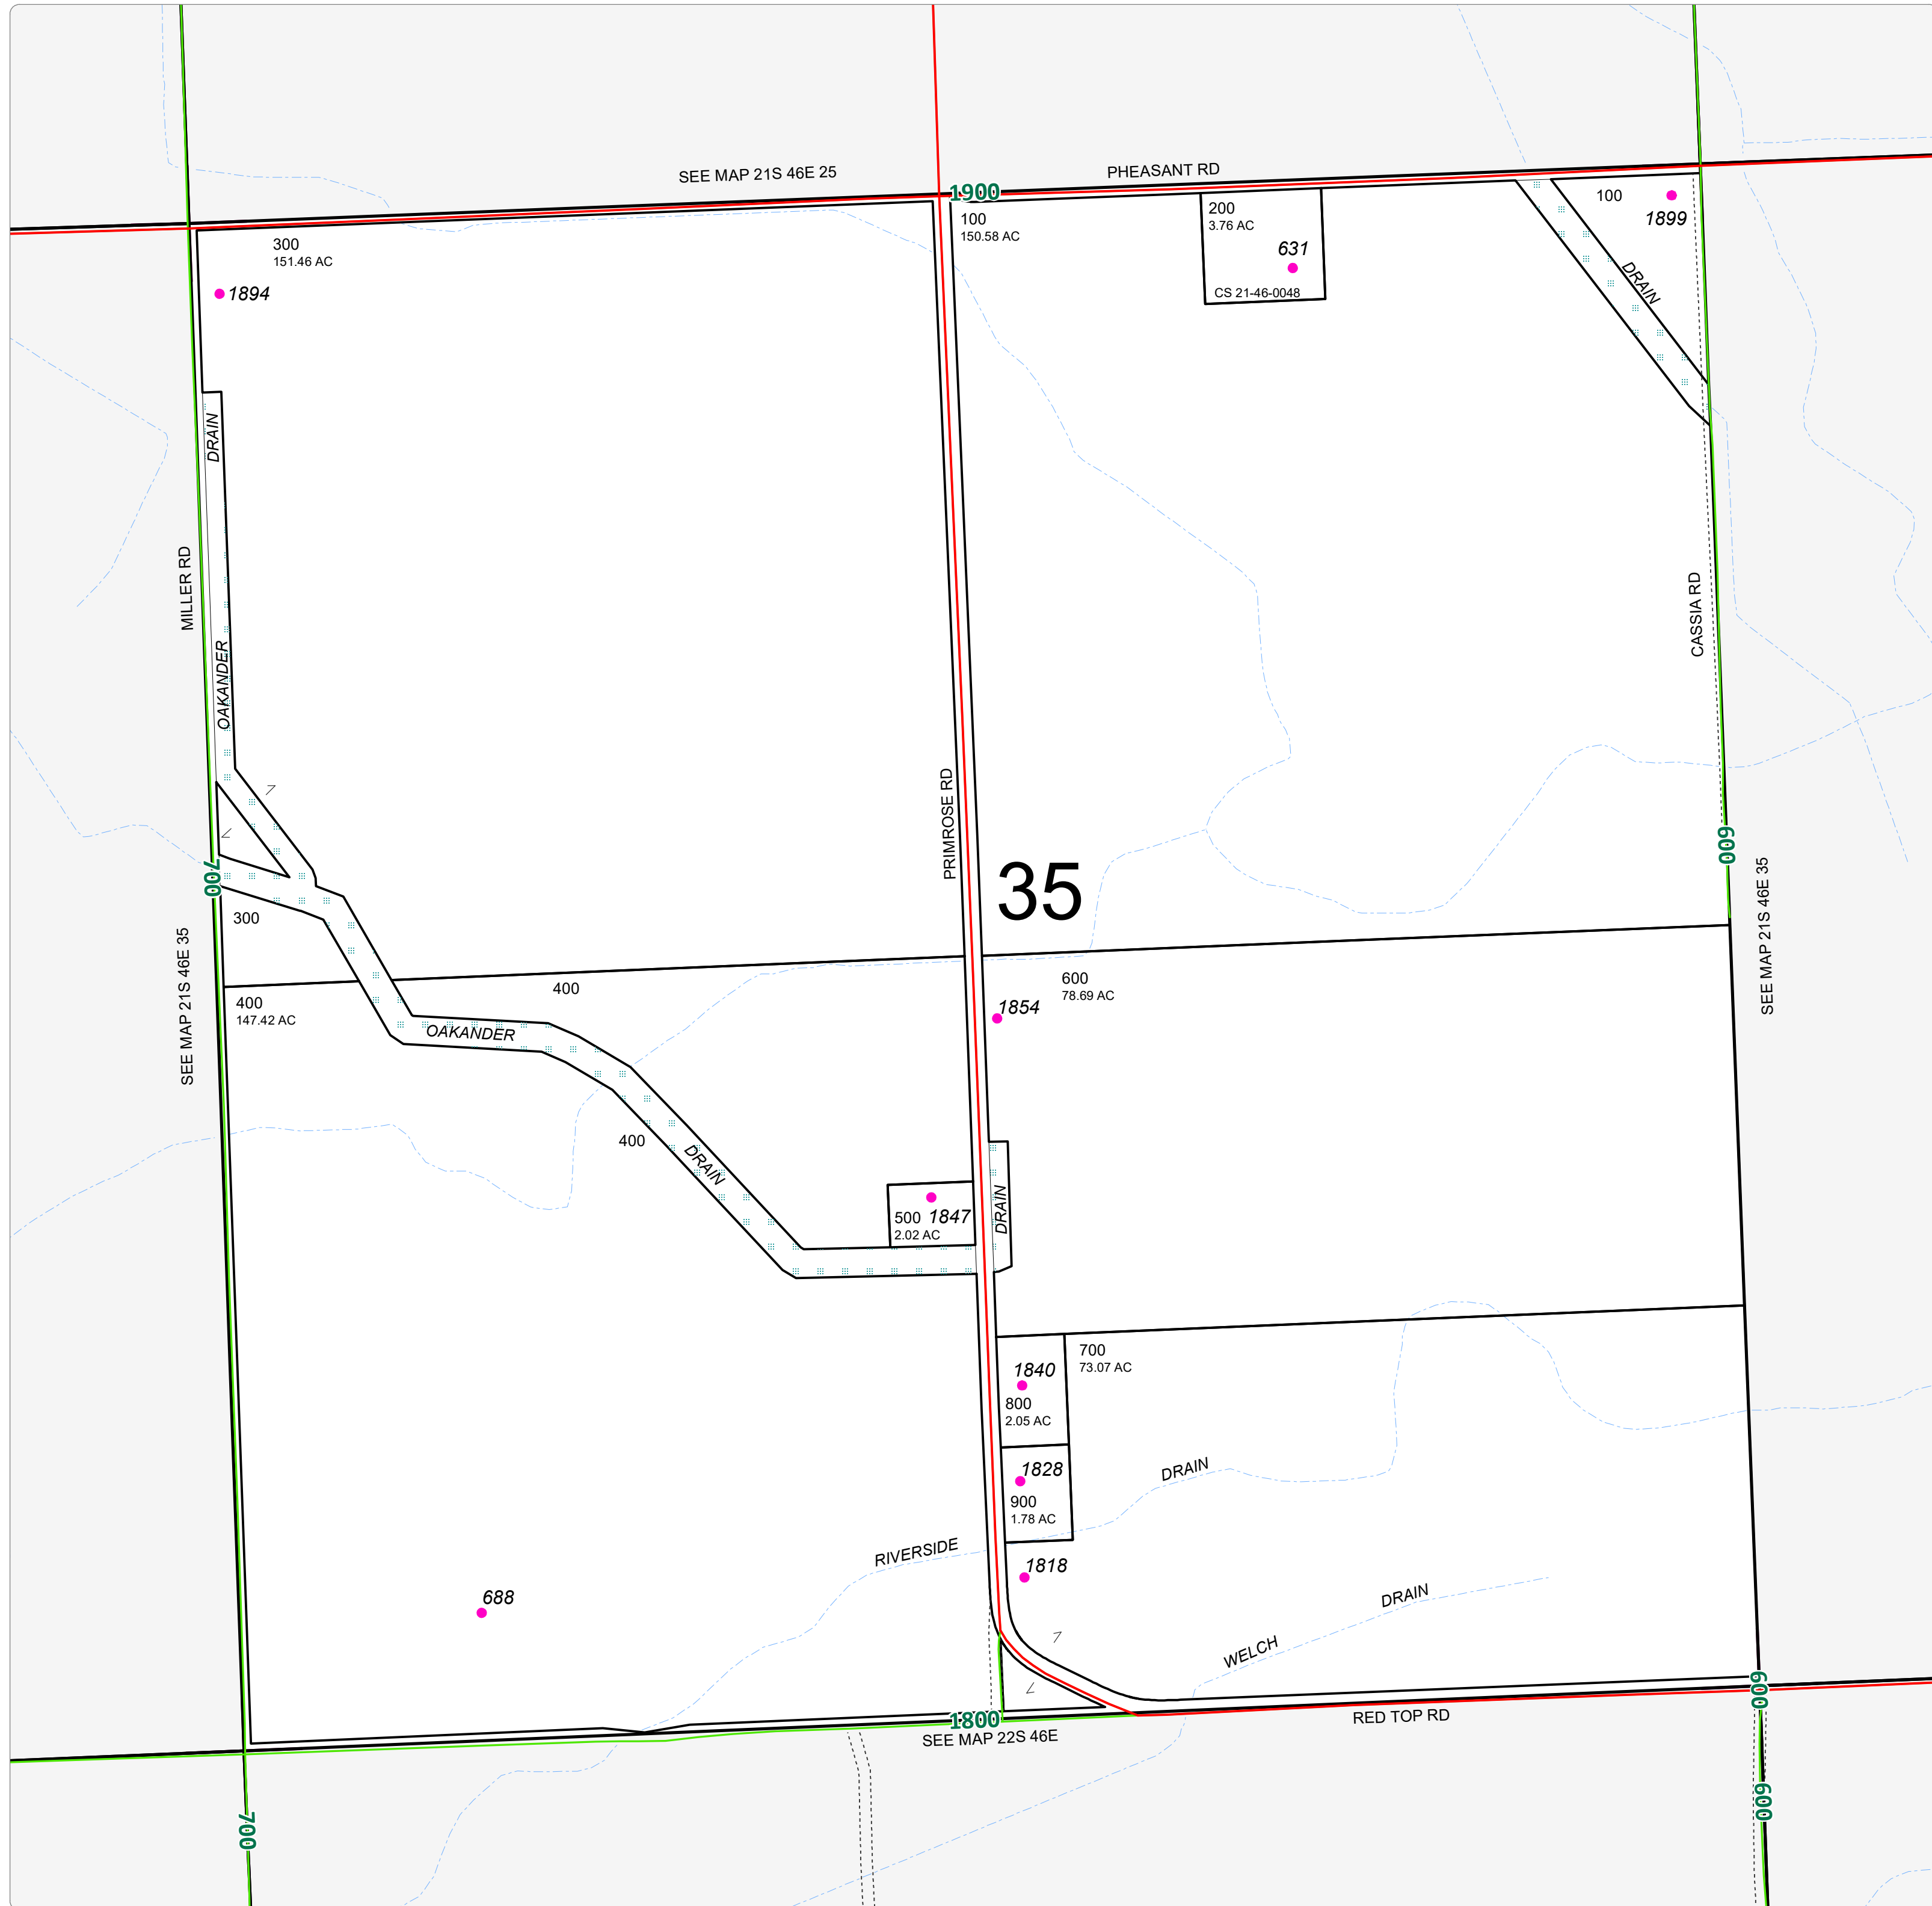 SEE MAP 21S 46E 25
PHEASANT RD
1900
100
150.58 AC
200
3.76 AC
631
CS 21-46-0048
100
1899
DRAIN
300
151.46 AC
1894
DRAIN
MILLER RD
OAKANDER
CASSIA RD
PRIMROSE RD
35
600
700
300
SEE MAP 21S 46E 35
SEE MAP 21S 46E 35
400
147.42 AC
400
OAKANDER
600
78.69 AC
1854
400
DRAIN
500
1847
2.02 AC
DRAIN
700
73.07 AC
1840
800
2.05 AC
1828
900
1.78 AC
DRAIN
RIVERSIDE
1818
688
DRAIN
WELCH
600
1800
RED TOP RD
SEE MAP 22S 46E
700
600